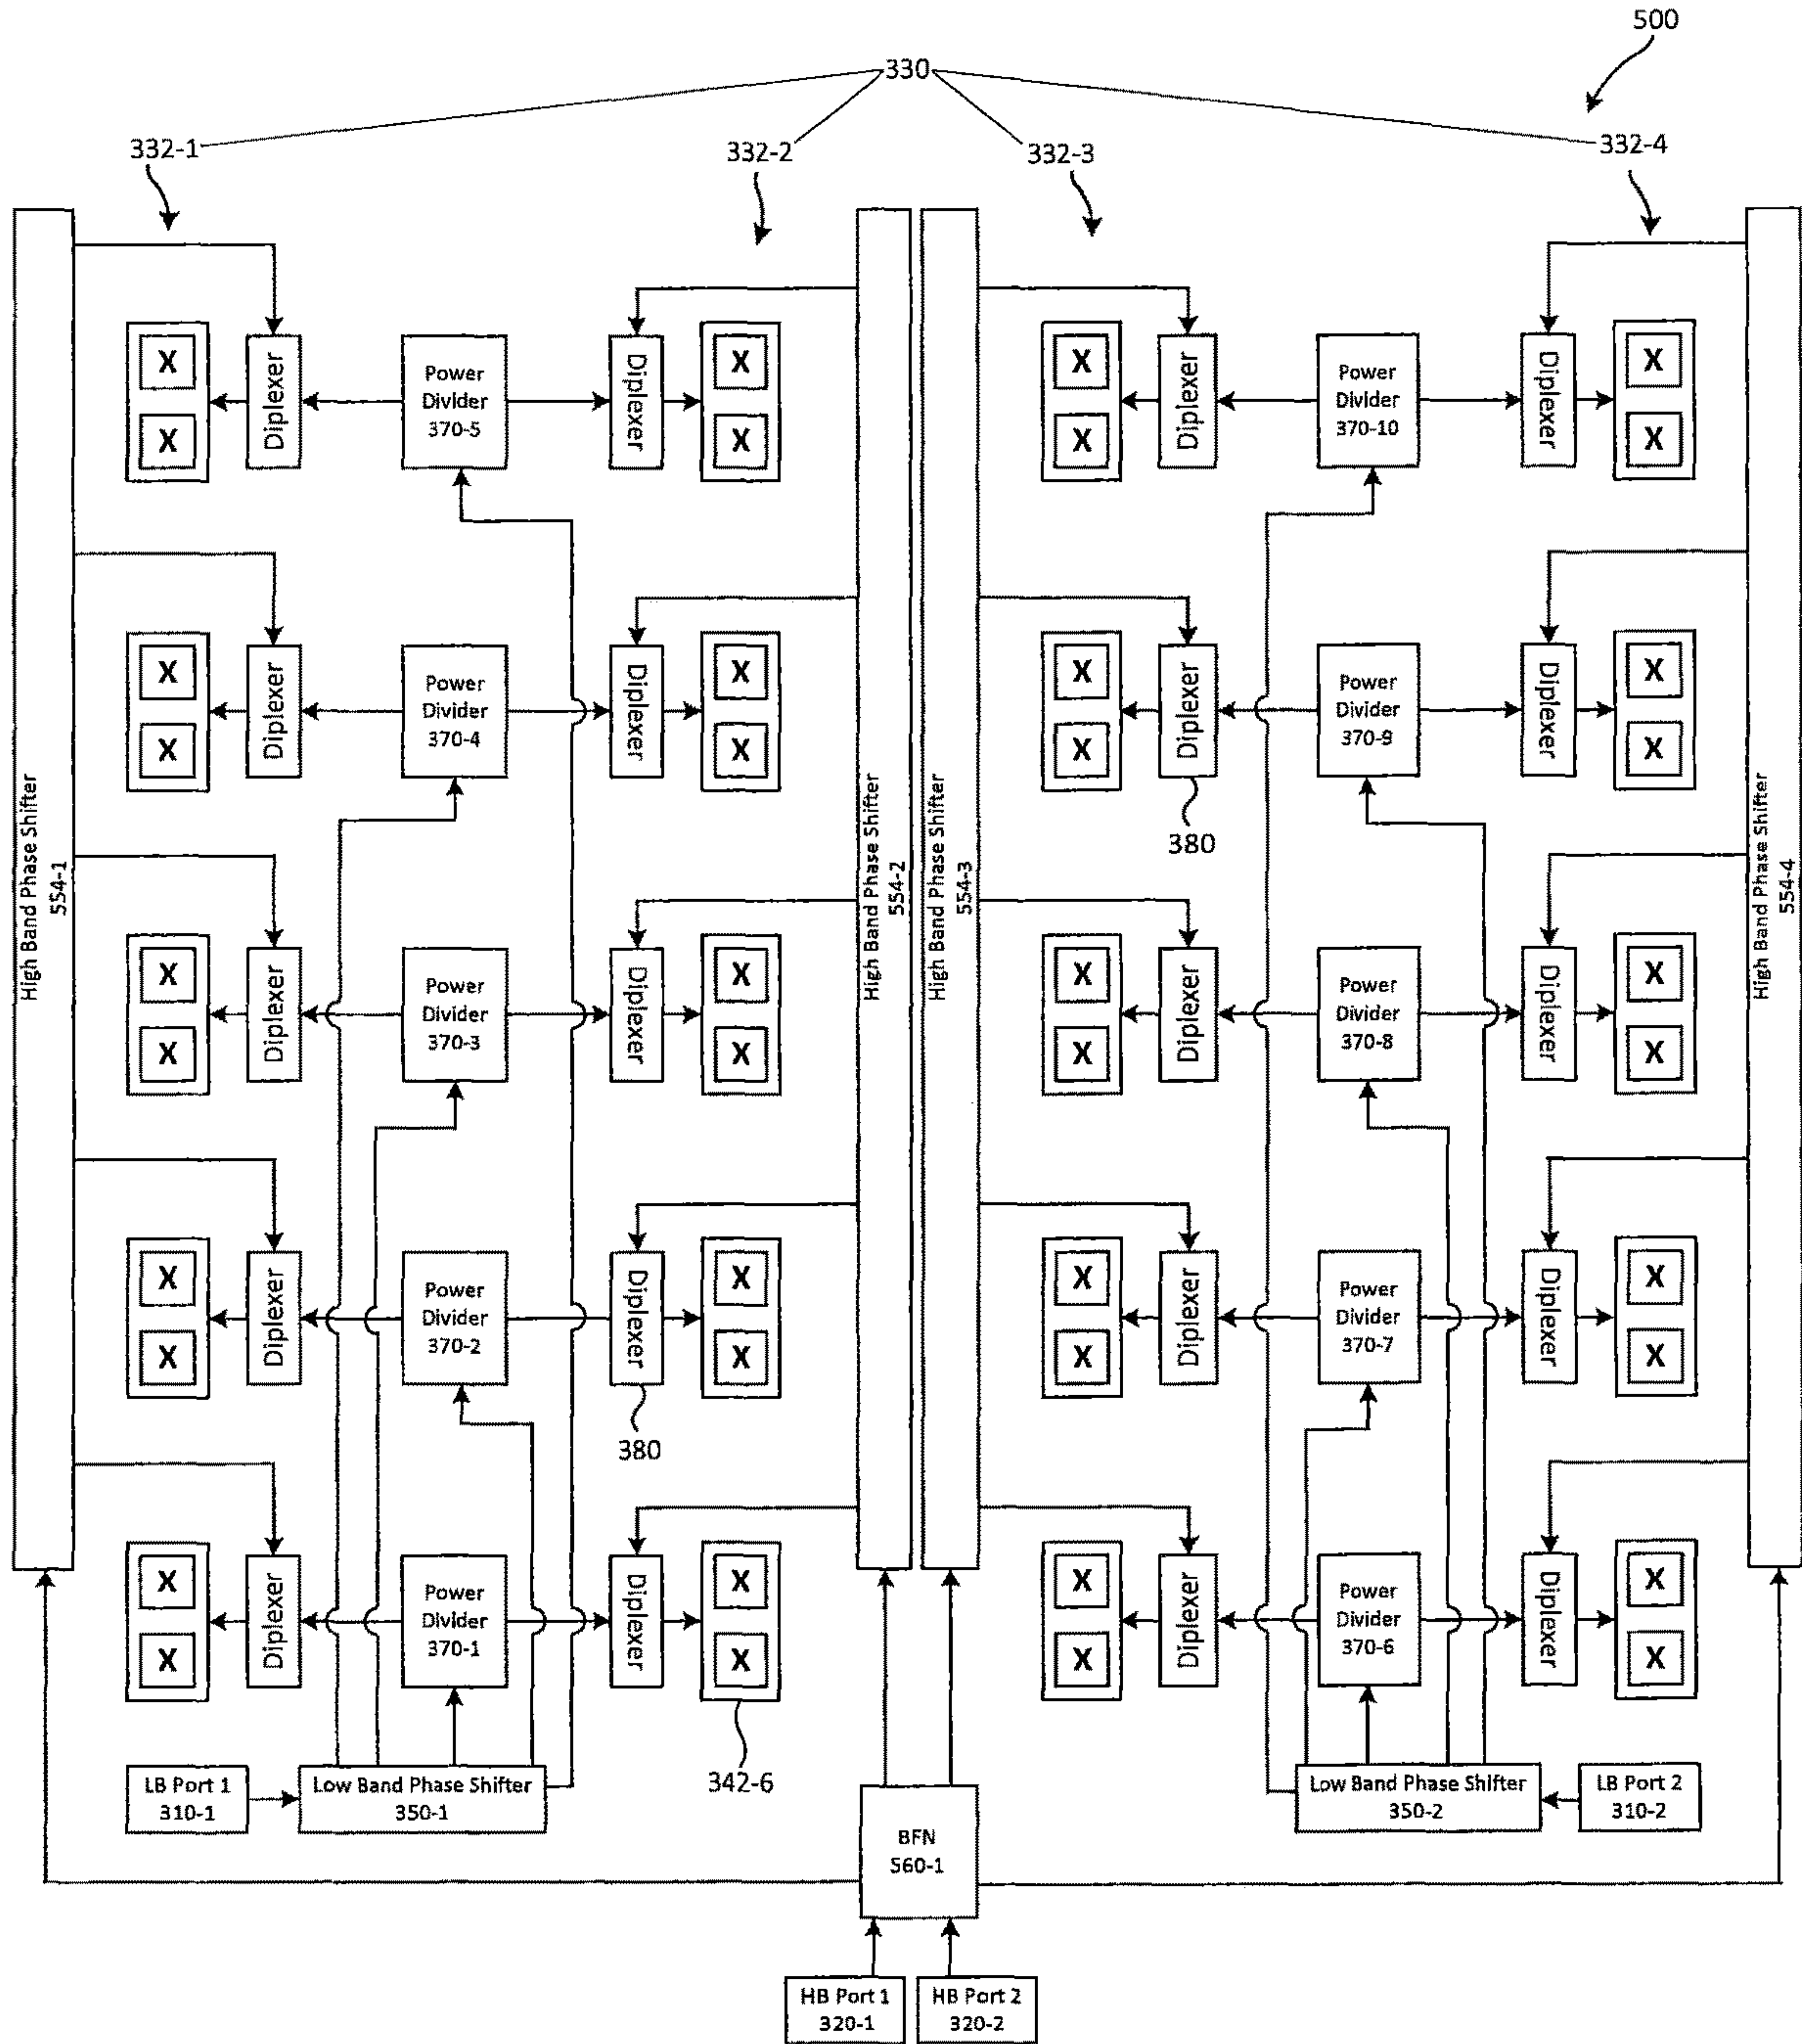 500
330
332-1
332-2
332-3
332-4
High Band Phase Shifter
554-1
High Band Phase Shifter
554-2
High Band Phase Shifter
554-3
High Band Phase Shifter
554-4
X
X
Diplexer
Power
Divider
370-5
Diplexer
X
X
X
X
Diplexer
Power
Divider
370-10
Diplexer
X
X
X
X
Diplexer
Power
Divider
370-4
Diplexer
X
X
X
X
Diplexer
380
Power
Divider
370-9
Diplexer
X
X
X
X
Diplexer
Power
Divider
370-3
Diplexer
X
X
X
X
Diplexer
Power
Divider
370-8
Diplexer
X
X
X
X
Diplexer
Power
Divider
370-2
Diplexer
380
X
X
X
X
Diplexer
Power
Divider
370-7
Diplexer
X
X
X
X
Diplexer
Power
Divider
370-1
Diplexer
X
X
342-6
X
X
Diplexer
Power
Divider
370-6
Diplexer
X
X
LB Port 1
310-1
Low Band Phase Shifter
350-1
Low Band Phase Shifter
350-2
LB Port 2
310-2
BFN
560-1
HB Port 1
320-1
HB Port 2
320-2